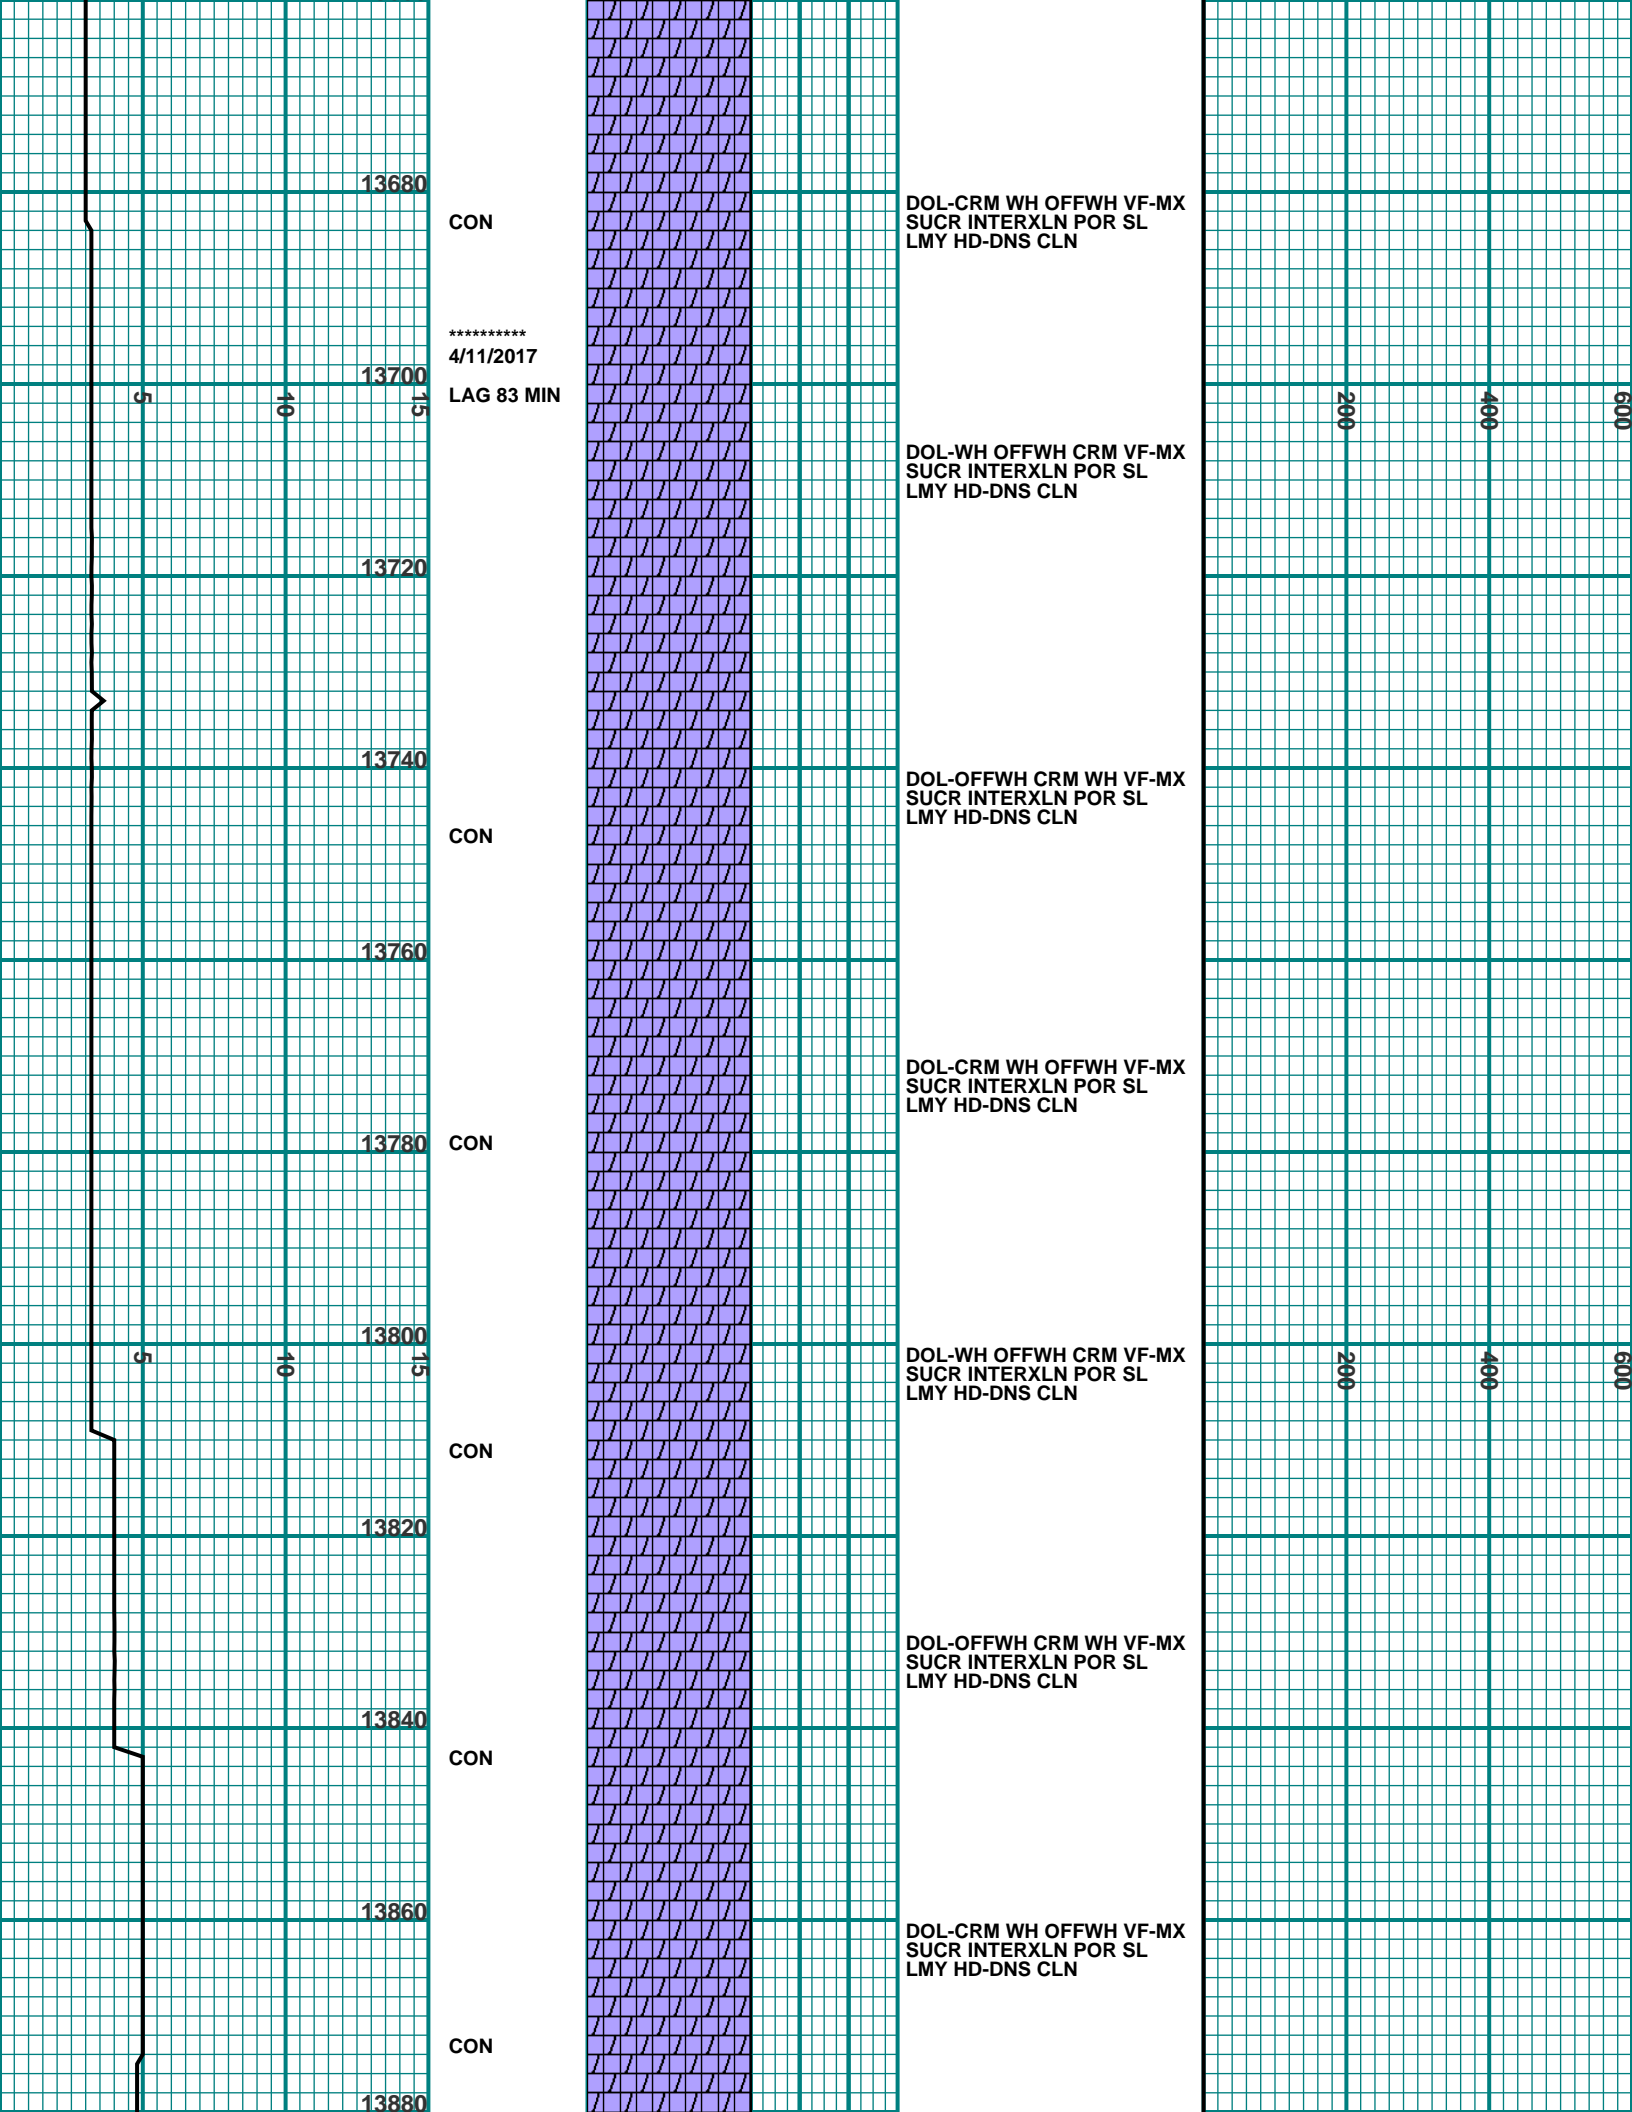 13680
CON
DOL-CRM WH OFFWH VF-MX
SUCR INTERXLN POR SL
LMY HD-DNS CLN
**********
4/11/2017
13700
5
10
15
LAG 83 MIN
200
400
600
DOL-WH OFFWH CRM VF-MX
SUCR INTERXLN POR SL
LMY HD-DNS CLN
13720
13740
DOL-OFFWH CRM WH VF-MX
SUCR INTERXLN POR SL
LMY HD-DNS CLN
CON
13760
DOL-CRM WH OFFWH VF-MX
SUCR INTERXLN POR SL
LMY HD-DNS CLN
13780
CON
13800
5
10
15
200
400
600
DOL-WH OFFWH CRM VF-MX
SUCR INTERXLN POR SL
LMY HD-DNS CLN
CON
13820
DOL-OFFWH CRM WH VF-MX
SUCR INTERXLN POR SL
LMY HD-DNS CLN
13840
CON
13860
DOL-CRM WH OFFWH VF-MX
SUCR INTERXLN POR SL
LMY HD-DNS CLN
CON
13880